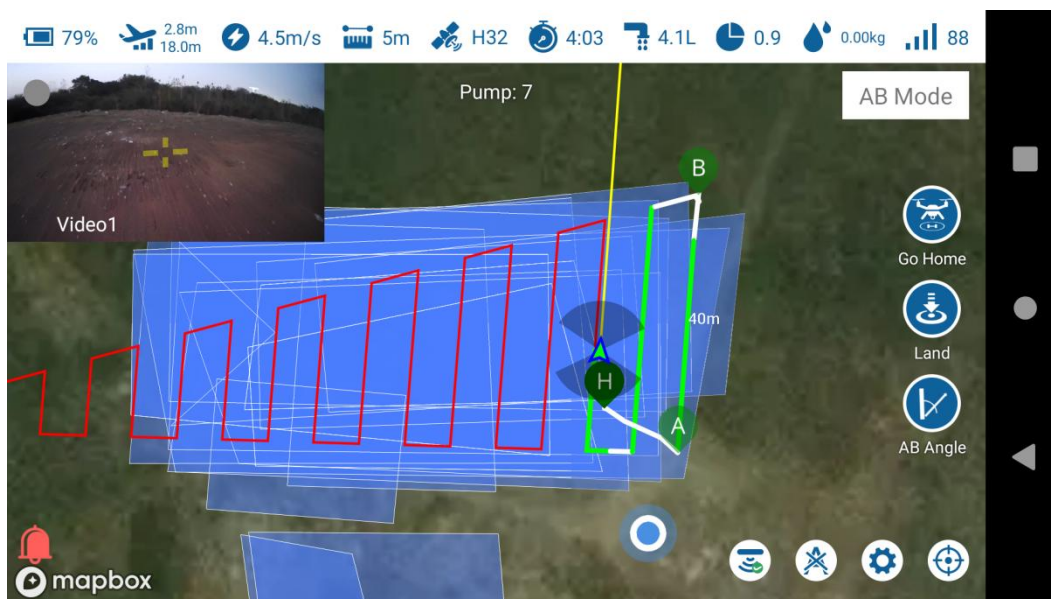 79%
2.8m
18.0m
4.5m/s
5m
H32
4:03
4.1L
0.9
0.00kg
88
Pump: 7
AB Mode
Video1
B
Go Home
40m
Land
H
A
AB Angle
mapbox